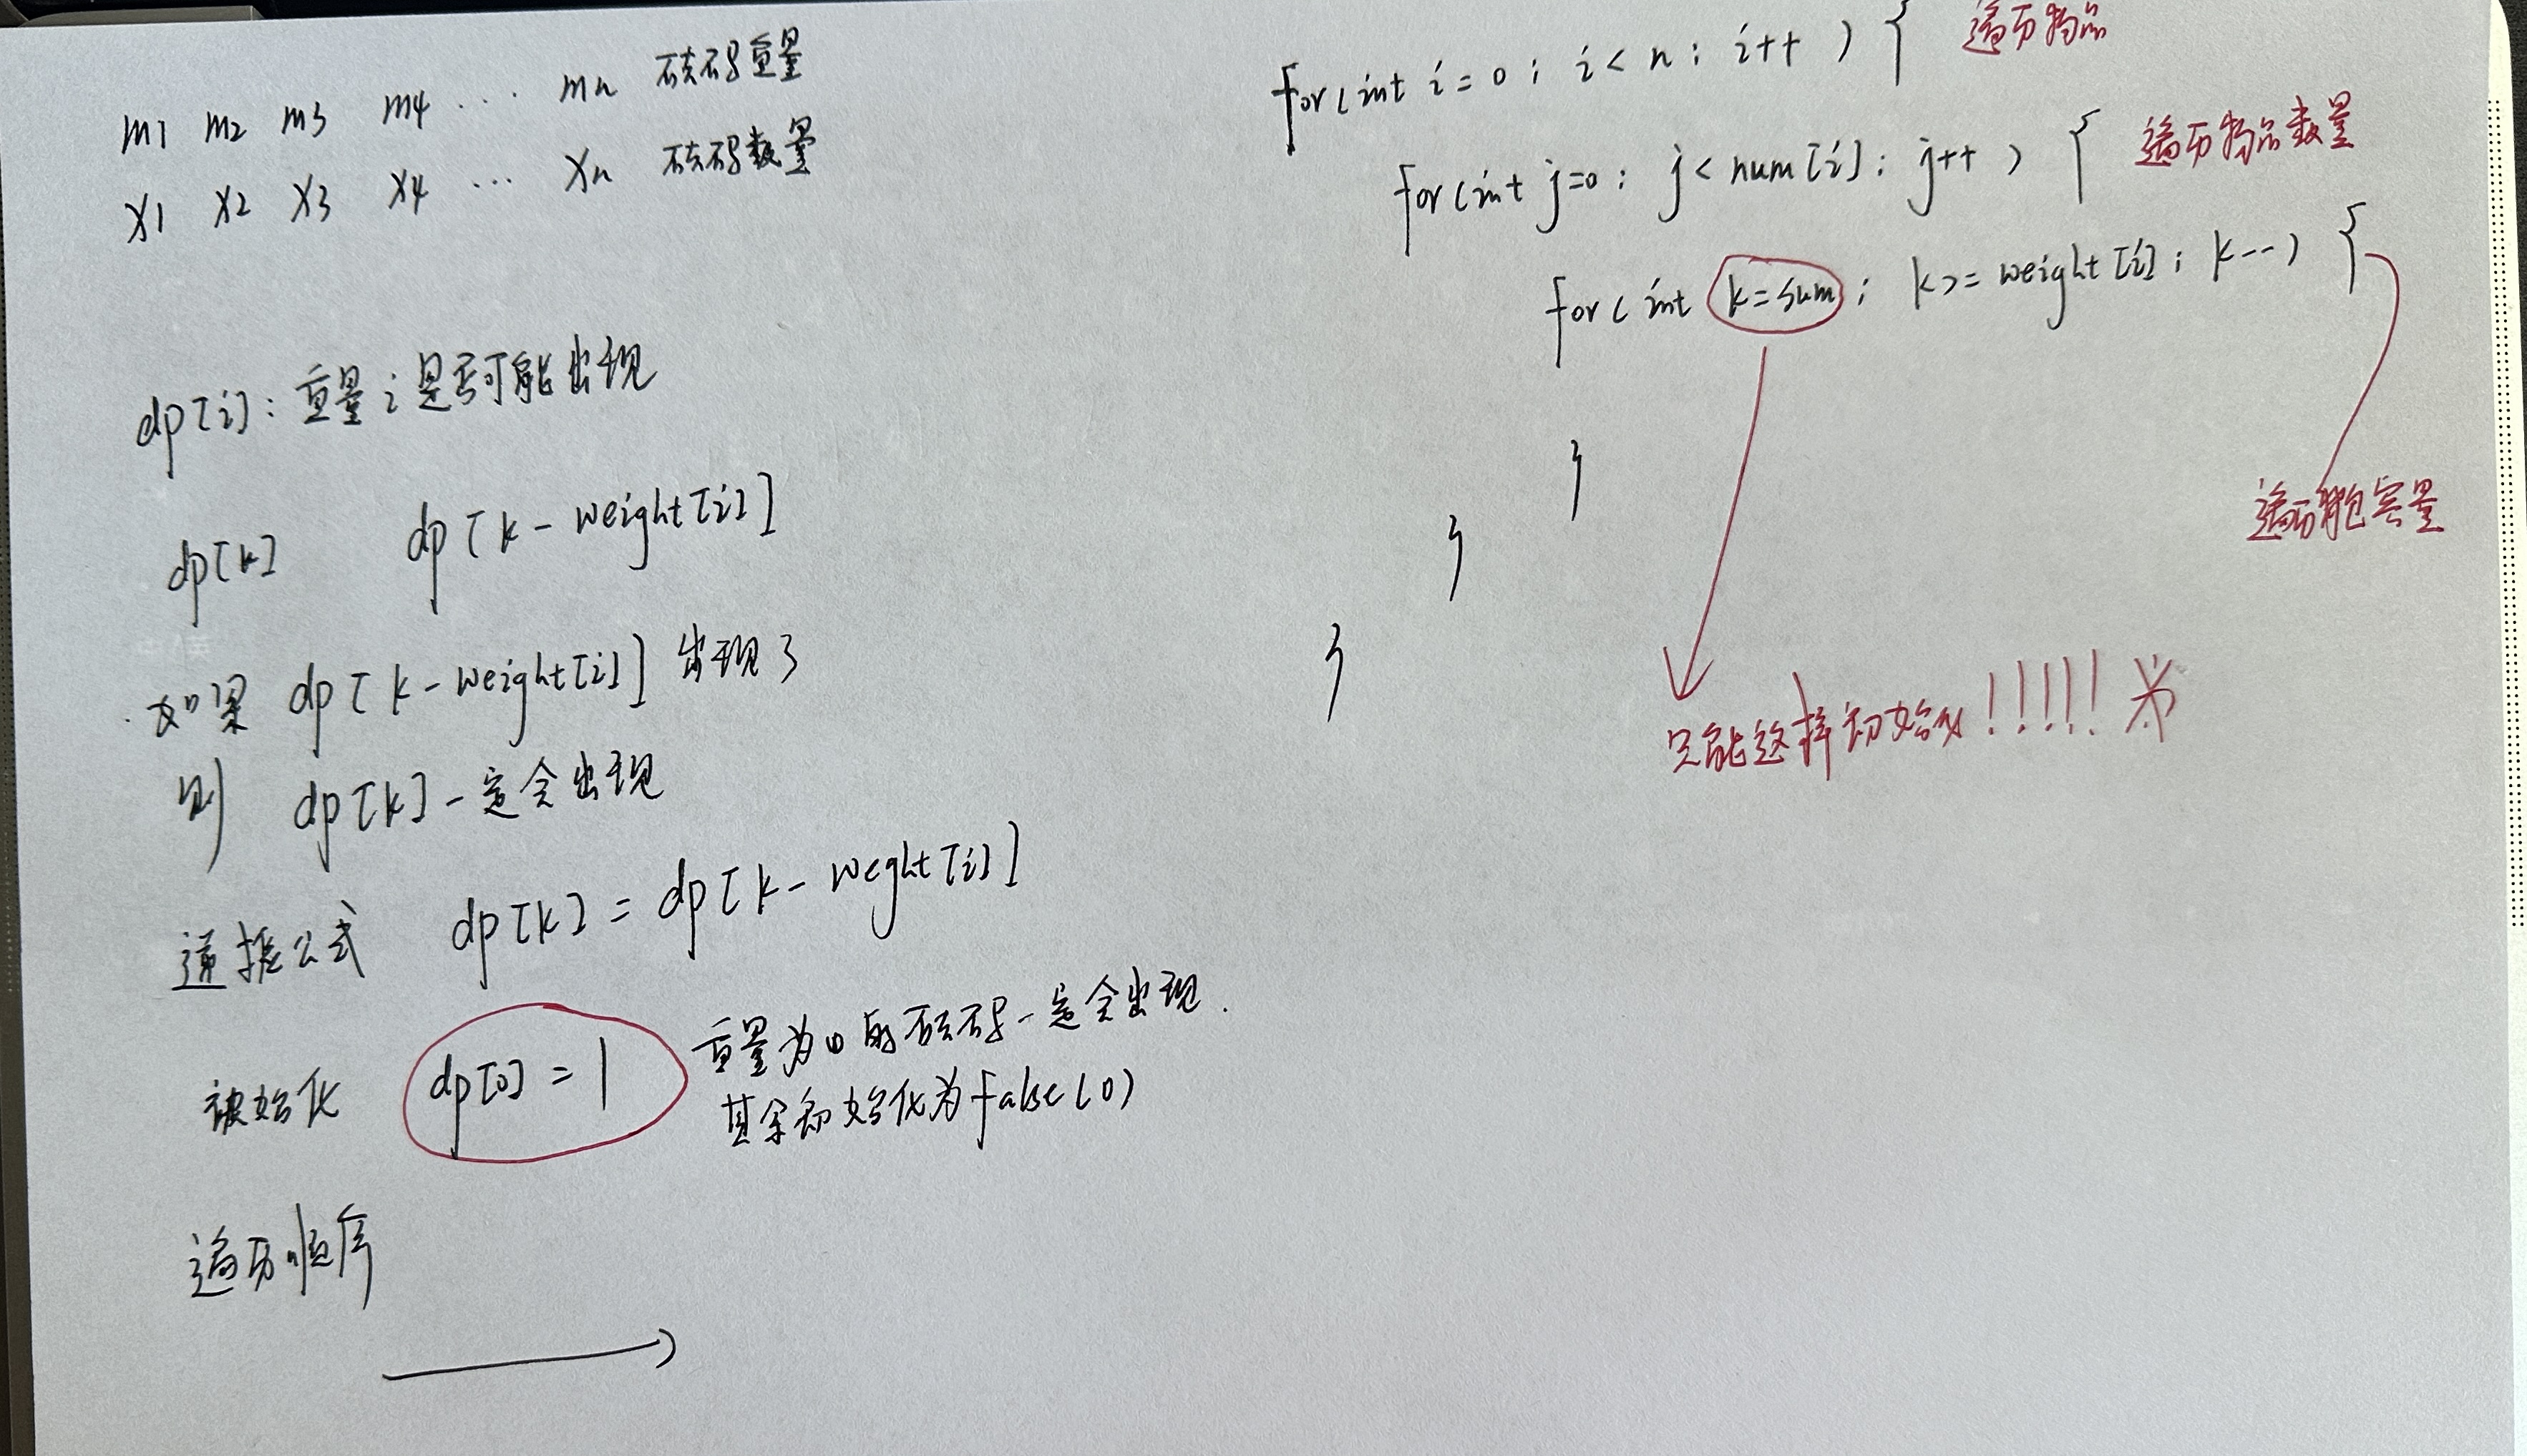 m1 m2 m3 m4 ... mn 砝码重量
x1 x2 x3 x4 ... xn 砝码数量
dp[i]: 重量i是否可能出现
dp[k] dp[k-weight[i]]
如果 dp[k-weight[i]] 出现了
则 dp[k]一定会出现
递推公式 dp[k] = dp[k-weght[i]]
初始化 dp[0] = 1 重量为0的砝码一定会出现.
其余初始化为false(0)
遍历顺序
for(int i=0; i<n; i++) { 遍历物品
for(int j=0; j<num[i]; j++) { 遍历物品数量
for(int k=sum; k>=weight[i]; k--) {
遍历背包容量
}
}
}
只能这样初始化!!!!!